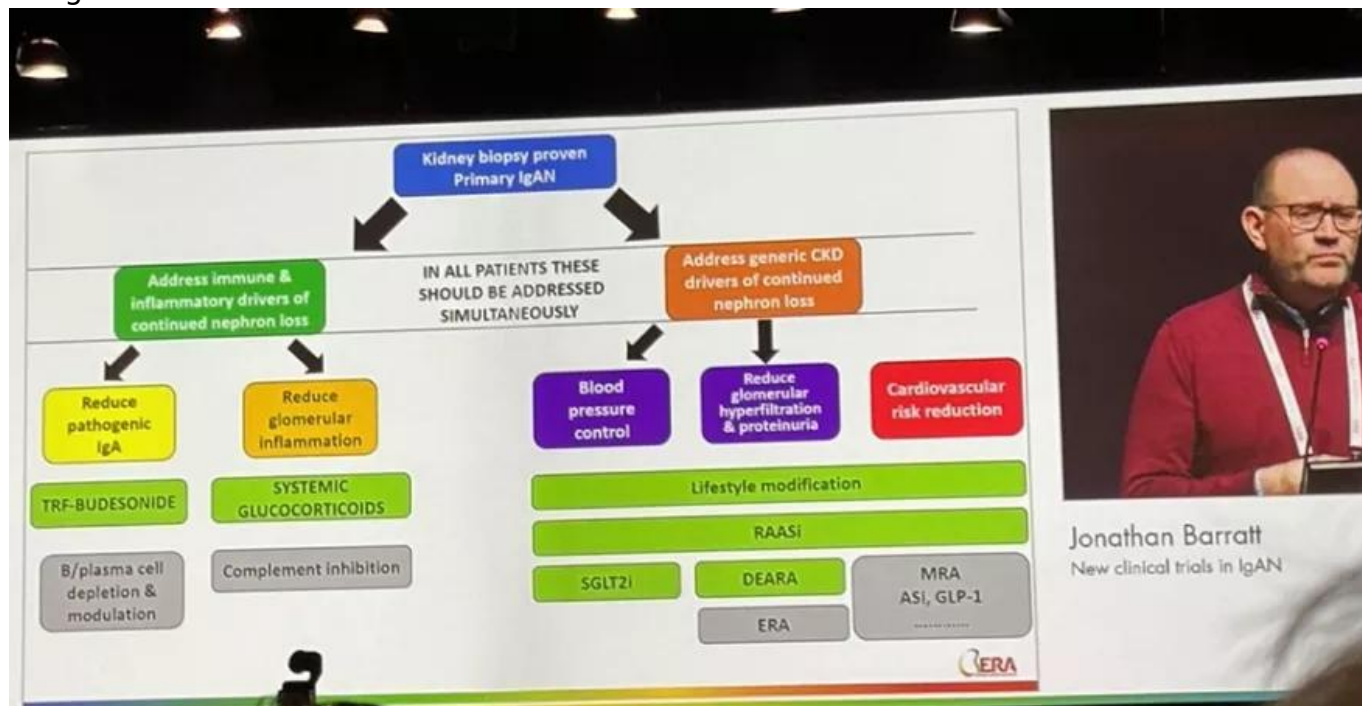 Kidney biopsy proven
Primary IgAN
Address immune &
inflammatory drivers of
continued nephron loss
IN ALL PATIENTS THESE
SHOULD BE ADDRESSED
SIMULTANEOUSLY
Address generic CKD
drivers of continued
nephron loss
Reduce
pathogenic
IgA
Reduce
glomerular
inflammation
Blood
pressure
control
Reduce
glomerular
hyperfiltration
& proteinuria
Cardiovascular
risk reduction
TRF-BUDESONIDE
SYSTEMIC
GLUCOCORTICOIDS
Lifestyle modification
RAASi
B/plasma cell
depletion &
modulation
Complement inhibition
SGLT2i
DEARA
ERA
MRA
ASi, GLP-1
............
ERA
Jonathan Barratt
New clinical trials in IgAN